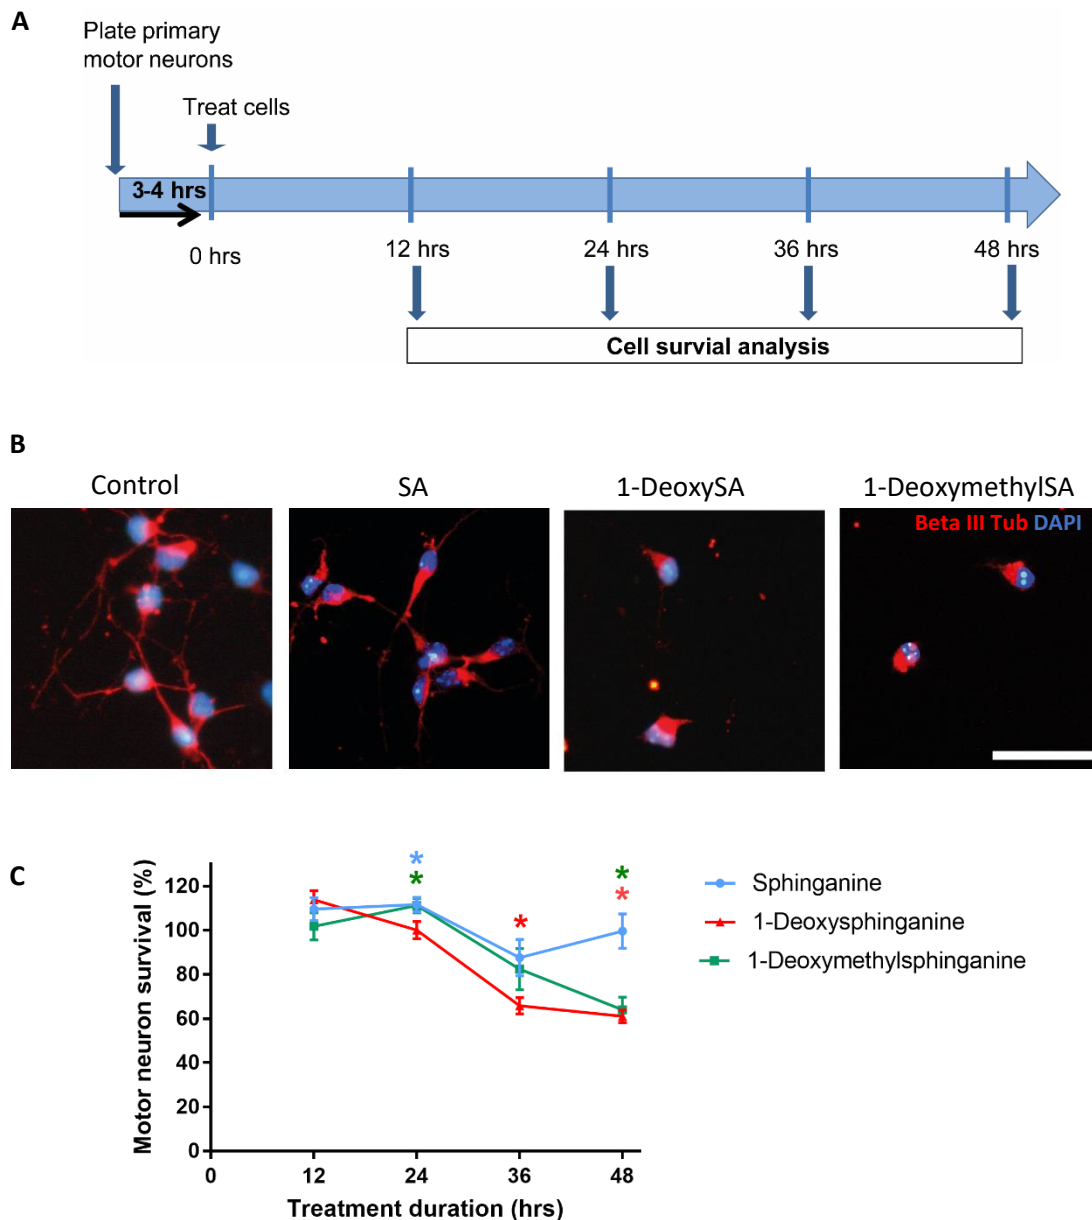 A
Plate primary
motor neurons
Treat cells
3-4 hrs
0 hrs
12 hrs
24 hrs
36 hrs
48 hrs
Cell survial analysis
B
Control
SA
1-DeoxySA
1-DeoxymethylSA
Beta III Tub DAPI
C
Motor neuron survival (%)
120
100
80
60
40
20
0
0
12
24
36
48
Treatment duration (hrs)
*
*
*
*
*
Sphinganine
1-Deoxysphinganine
1-Deoxymethylsphinganine